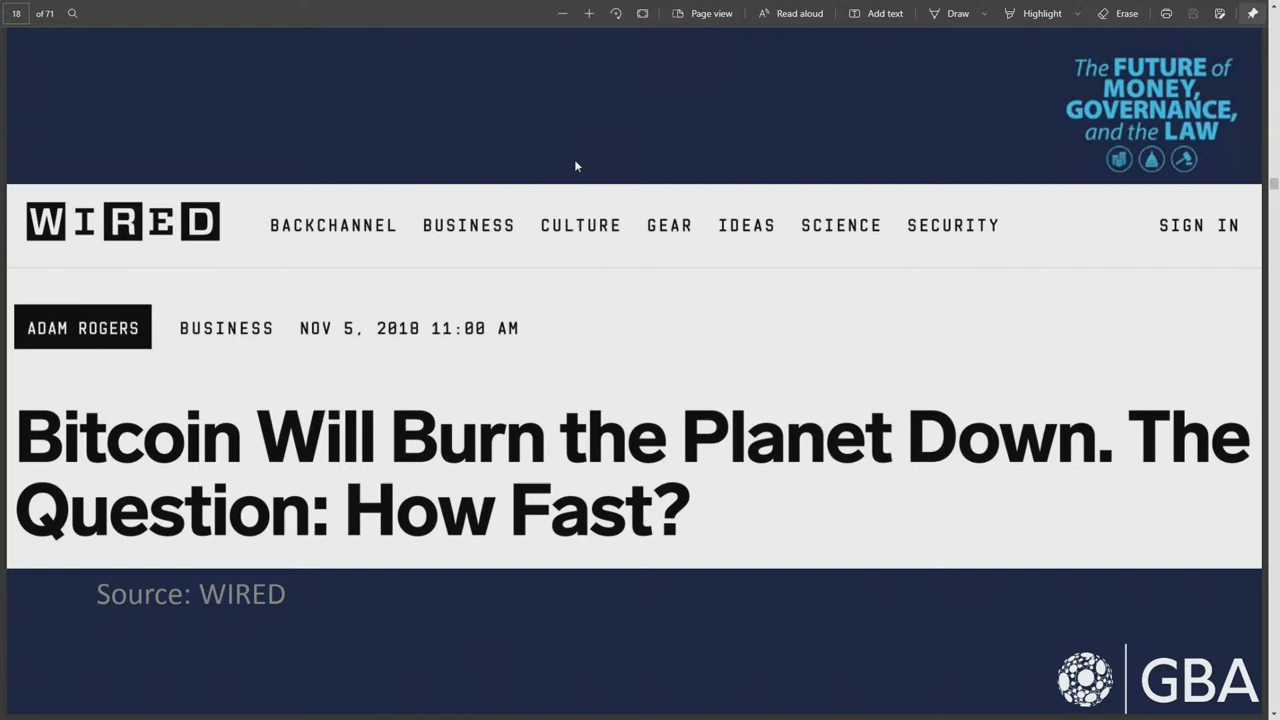 18 of 71 Page view Read aloud Add text Draw Highlight Erase
The FUTURE of
MONEY,
GOVERNANCE,
and the LAW
WIRED BACKCHANNEL BUSINESS CULTURE GEAR IDEAS SCIENCE SECURITY SIGN IN
ADAM ROGERS BUSINESS NOV 5, 2018 11:00 AM
Bitcoin Will Burn the Planet Down. The
Question: How Fast?
Source: WIRED
GBA